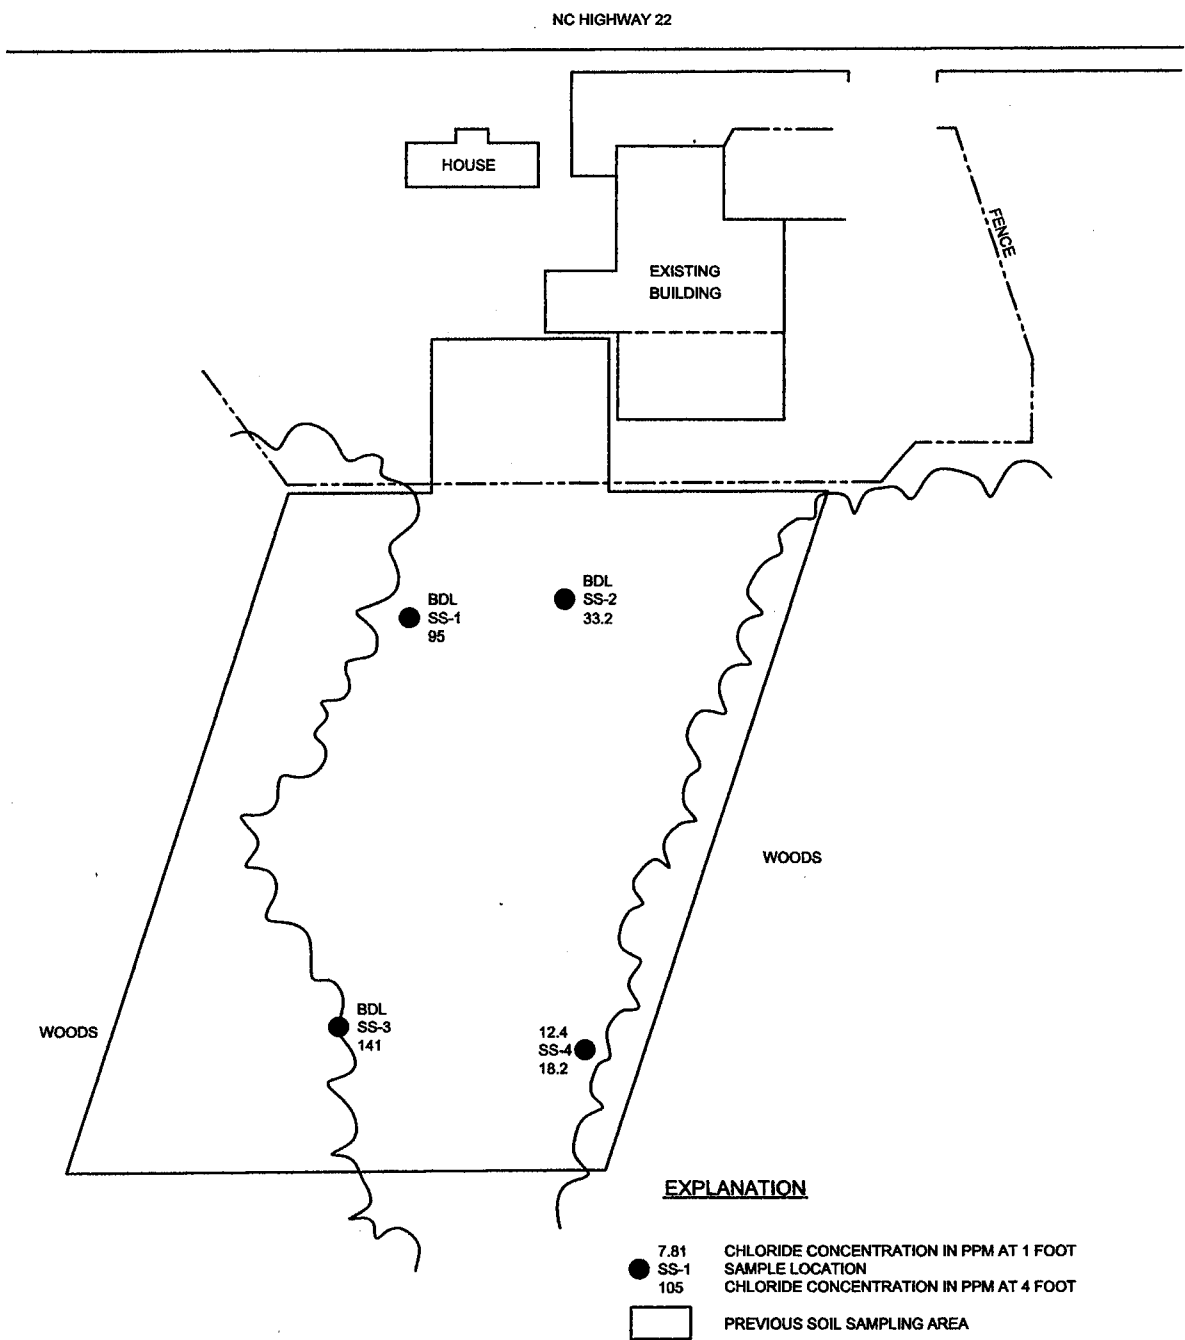 NC HIGHWAY 22
HOUSE
FENCE
EXISTING
BUILDING
BDL
SS-1
95
BDL
SS-2
33.2
WOODS
WOODS
BDL
SS-3
141
12.4
SS-4
18.2
EXPLANATION
7.81 CHLORIDE CONCENTRATION IN PPM AT 1 FOOT
SS-1 SAMPLE LOCATION
105 CHLORIDE CONCENTRATION IN PPM AT 4 FOOT
PREVIOUS SOIL SAMPLING AREA